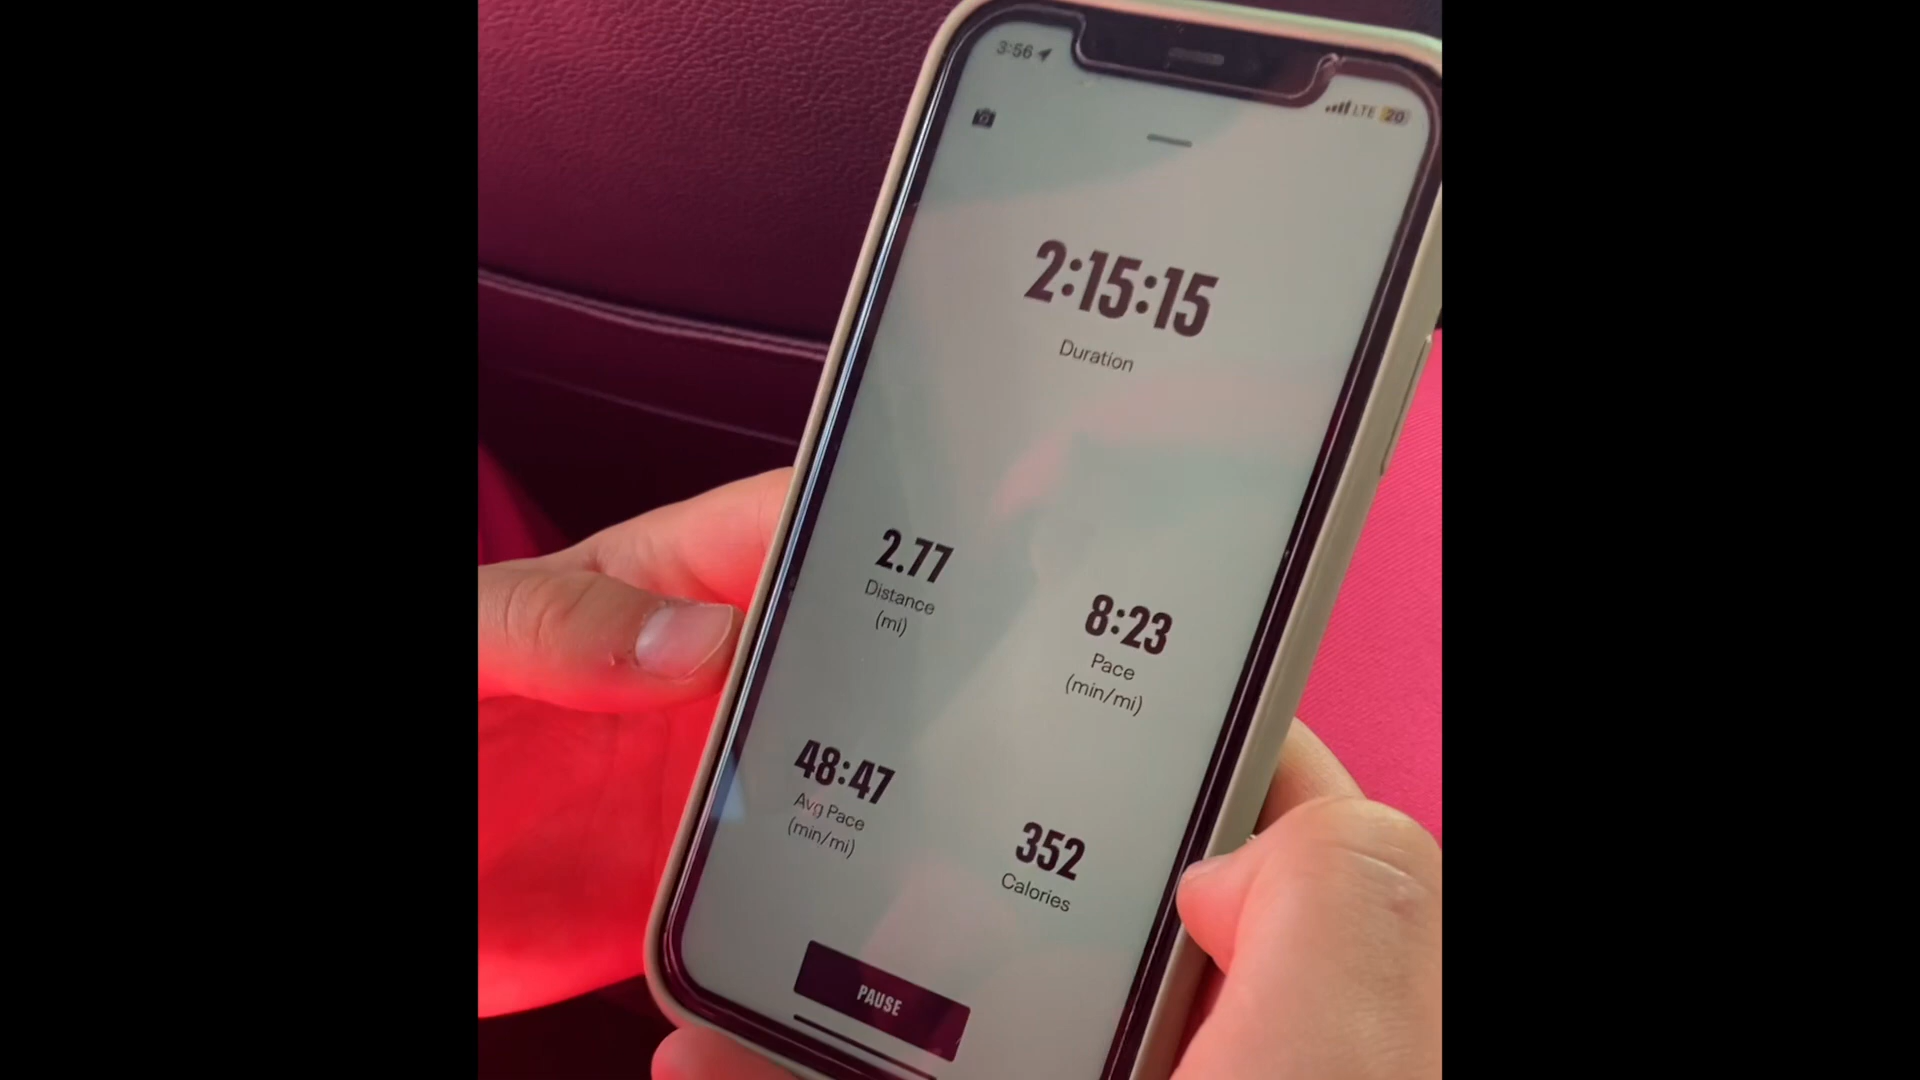 3:56
LTE 20
2:15:15
Duration
2.77
Distance
(mi)
8:23
Pace
(min/mi)
48:47
Avg Pace
(min/mi)
352
Calories
PAUSE